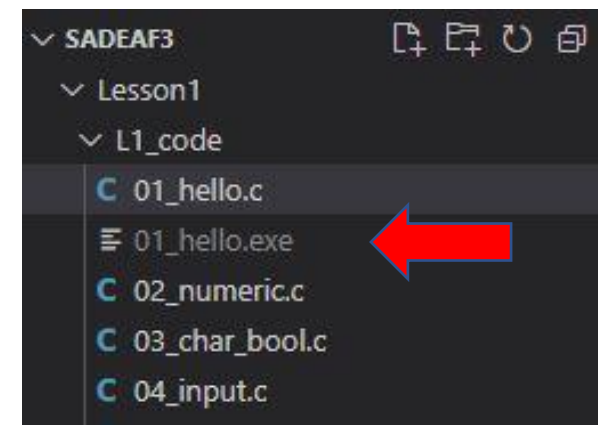 SADEAF3
Lesson1
L1_code
C 01_hello.c
01_hello.exe
C 02_numeric.c
C 03_char_bool.c
C 04_input.c